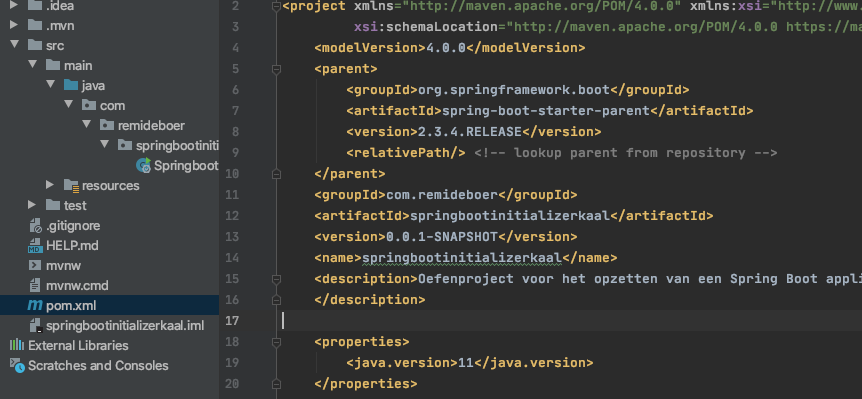 .idea
.mvn
src
main
java
com
remideboer
springbootiniti
Springboot
resources
test
.gitignore
HELP.md
mvnw
mvnw.cmd
pom.xml
springbootinitializerkaal.iml
External Libraries
Scratches and Consoles
2 <project xmlns="http://maven.apache.org/POM/4.0.0" xmlns:xsi="http://www.
3 xsi:schemaLocation="http://maven.apache.org/POM/4.0.0 https://ma
4 <modelVersion>4.0.0</modelVersion>
5 <parent>
6 <groupId>org.springframework.boot</groupId>
7 <artifactId>spring-boot-starter-parent</artifactId>
8 <version>2.3.4.RELEASE</version>
9 <relativePath/> <!-- lookup parent from repository -->
10 </parent>
11 <groupId>com.remideboer</groupId>
12 <artifactId>springbootinitializerkaal</artifactId>
13 <version>0.0.1-SNAPSHOT</version>
14 <name>springbootinitializerkaal</name>
15 <description>Oefenproject voor het opzetten van een Spring Boot appli
16 </description>
17
18 <properties>
19 <java.version>11</java.version>
20 </properties>